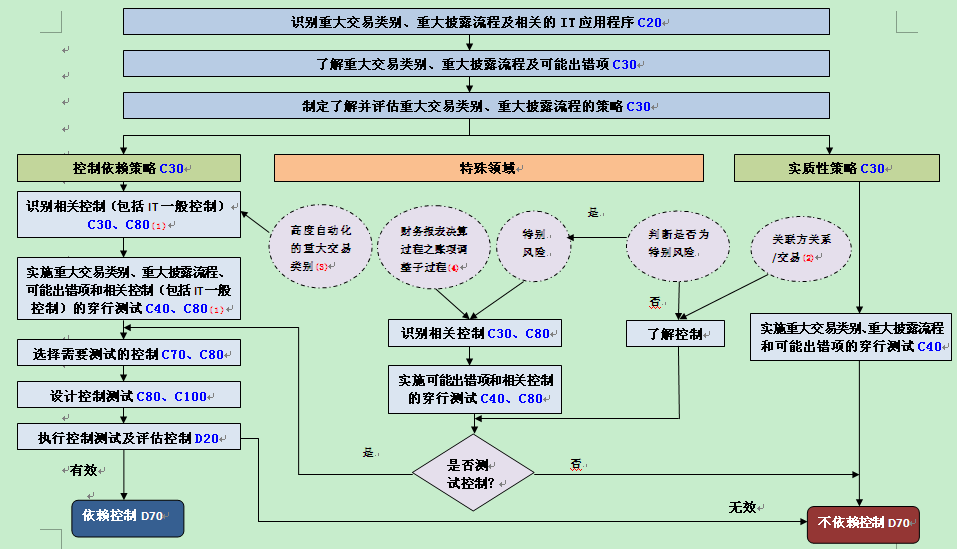 识别重大交易类别、重大披露流程及相关的 IT 应用程序 C20
了解重大交易类别、重大披露流程及可能出错项 C30
制定了解并评估重大交易类别、重大披露流程的策略 C30
控制依赖策略 C30
特殊领域
实质性策略 C30
识别相关控制（包括 IT 一般控制）
C30、C80(1)
高度自动化
的重大交易
类别(3)
财务报表决算
过程之账项调
整子过程(4)
特别
风险
是
判断是否为
特别风险
关联方关系
/交易(2)
实施重大交易类别、重大披露流程、
可能出错项和相关控制（包括 IT 一般
控制）的穿行测试 C40、C80(1)
否
识别相关控制 C30、C80
了解控制
实施重大交易类别、重大披露流程
和可能出错项的穿行测试 C40
选择需要测试的控制 C70、C80
实施可能出错项和相关控制
的穿行测试 C40、C80
设计控制测试 C80、C100
执行控制测试及评估控制 D20
是
是否测
试控制？
否
有效
无效
依赖控制 D70
不依赖控制 D70